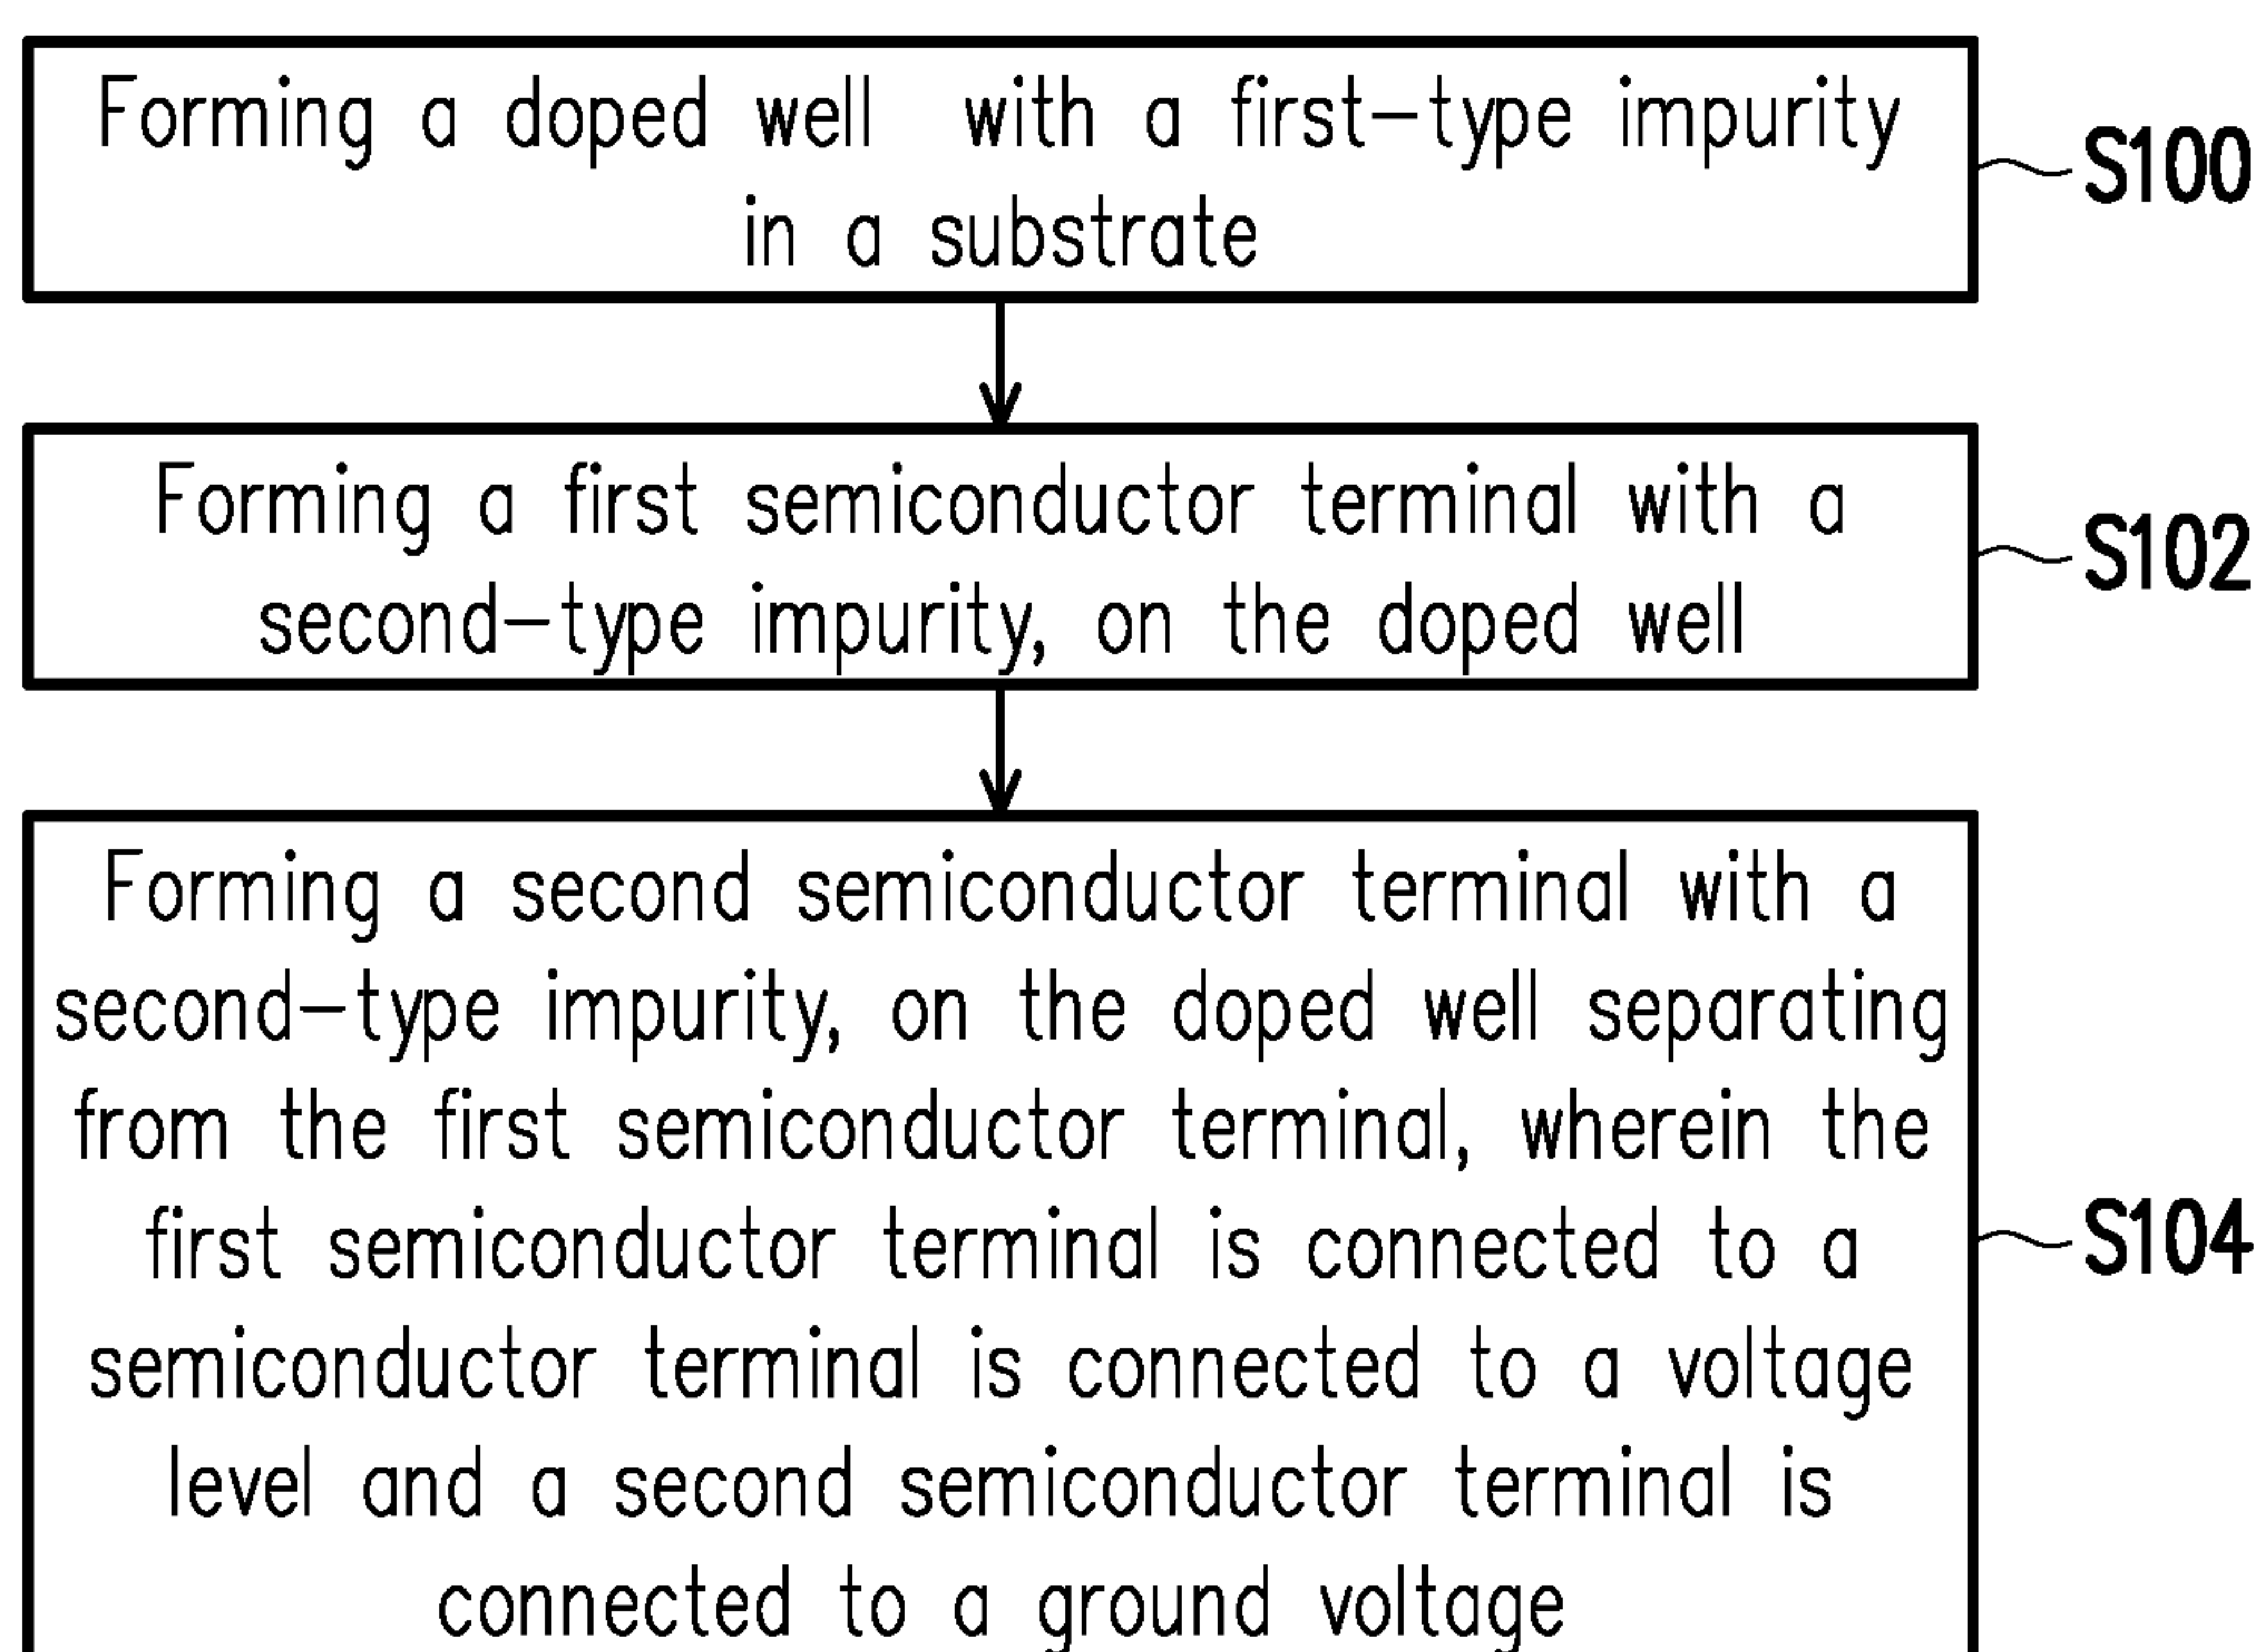 Forming a doped well with a first-type impurity
in a substrate
S100
Forming a first semiconductor terminal with a
second-type impurity, on the doped well
S102
Forming a second semiconductor terminal with a
second-type impurity, on the doped well separating
from the first semiconductor terminal, wherein the
first semiconductor terminal is connected to a
semiconductor terminal is connected to a voltage
level and a second semiconductor terminal is
connected to a ground voltage
S104